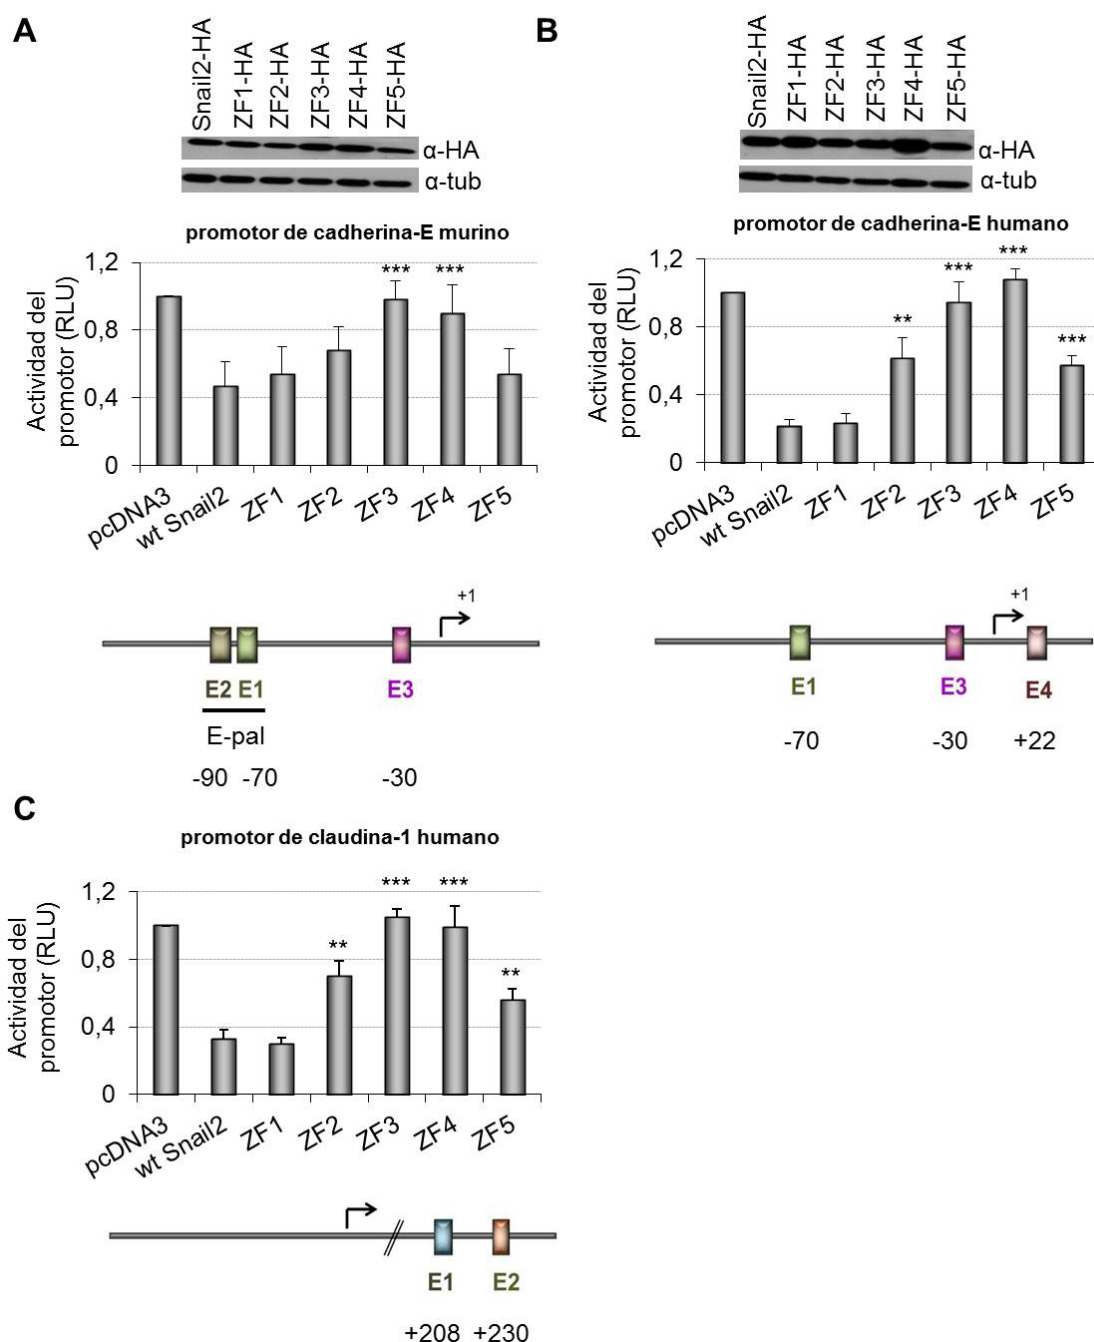 A
Snail2-HA
ZF1-HA
ZF2-HA
ZF3-HA
ZF4-HA
ZF5-HA
α-HA
α-tub
promotor de cadherina-E murino
Actividad del
promotor (RLU)
1,2
0,8
0,4
0
*** ***
pcDNA3
wt Snail2
ZF1
ZF2
ZF3
ZF4
ZF5
+1
E2 E1 E3
E-pal
-90 -70 -30
B
Snail2-HA
ZF1-HA
ZF2-HA
ZF3-HA
ZF4-HA
ZF5-HA
α-HA
α-tub
promotor de cadherina-E humano
Actividad del
promotor (RLU)
1,2
0,8
0,4
0
** *** *** ***
pcDNA3
wt Snail2
ZF1
ZF2
ZF3
ZF4
ZF5
+1
E1 E3 E4
-70 -30 +22
C
promotor de claudina-1 humano
Actividad del
promotor (RLU)
1,2
0,8
0,4
0
** *** *** **
pcDNA3
wt Snail2
ZF1
ZF2
ZF3
ZF4
ZF5
E1 E2
+208 +230